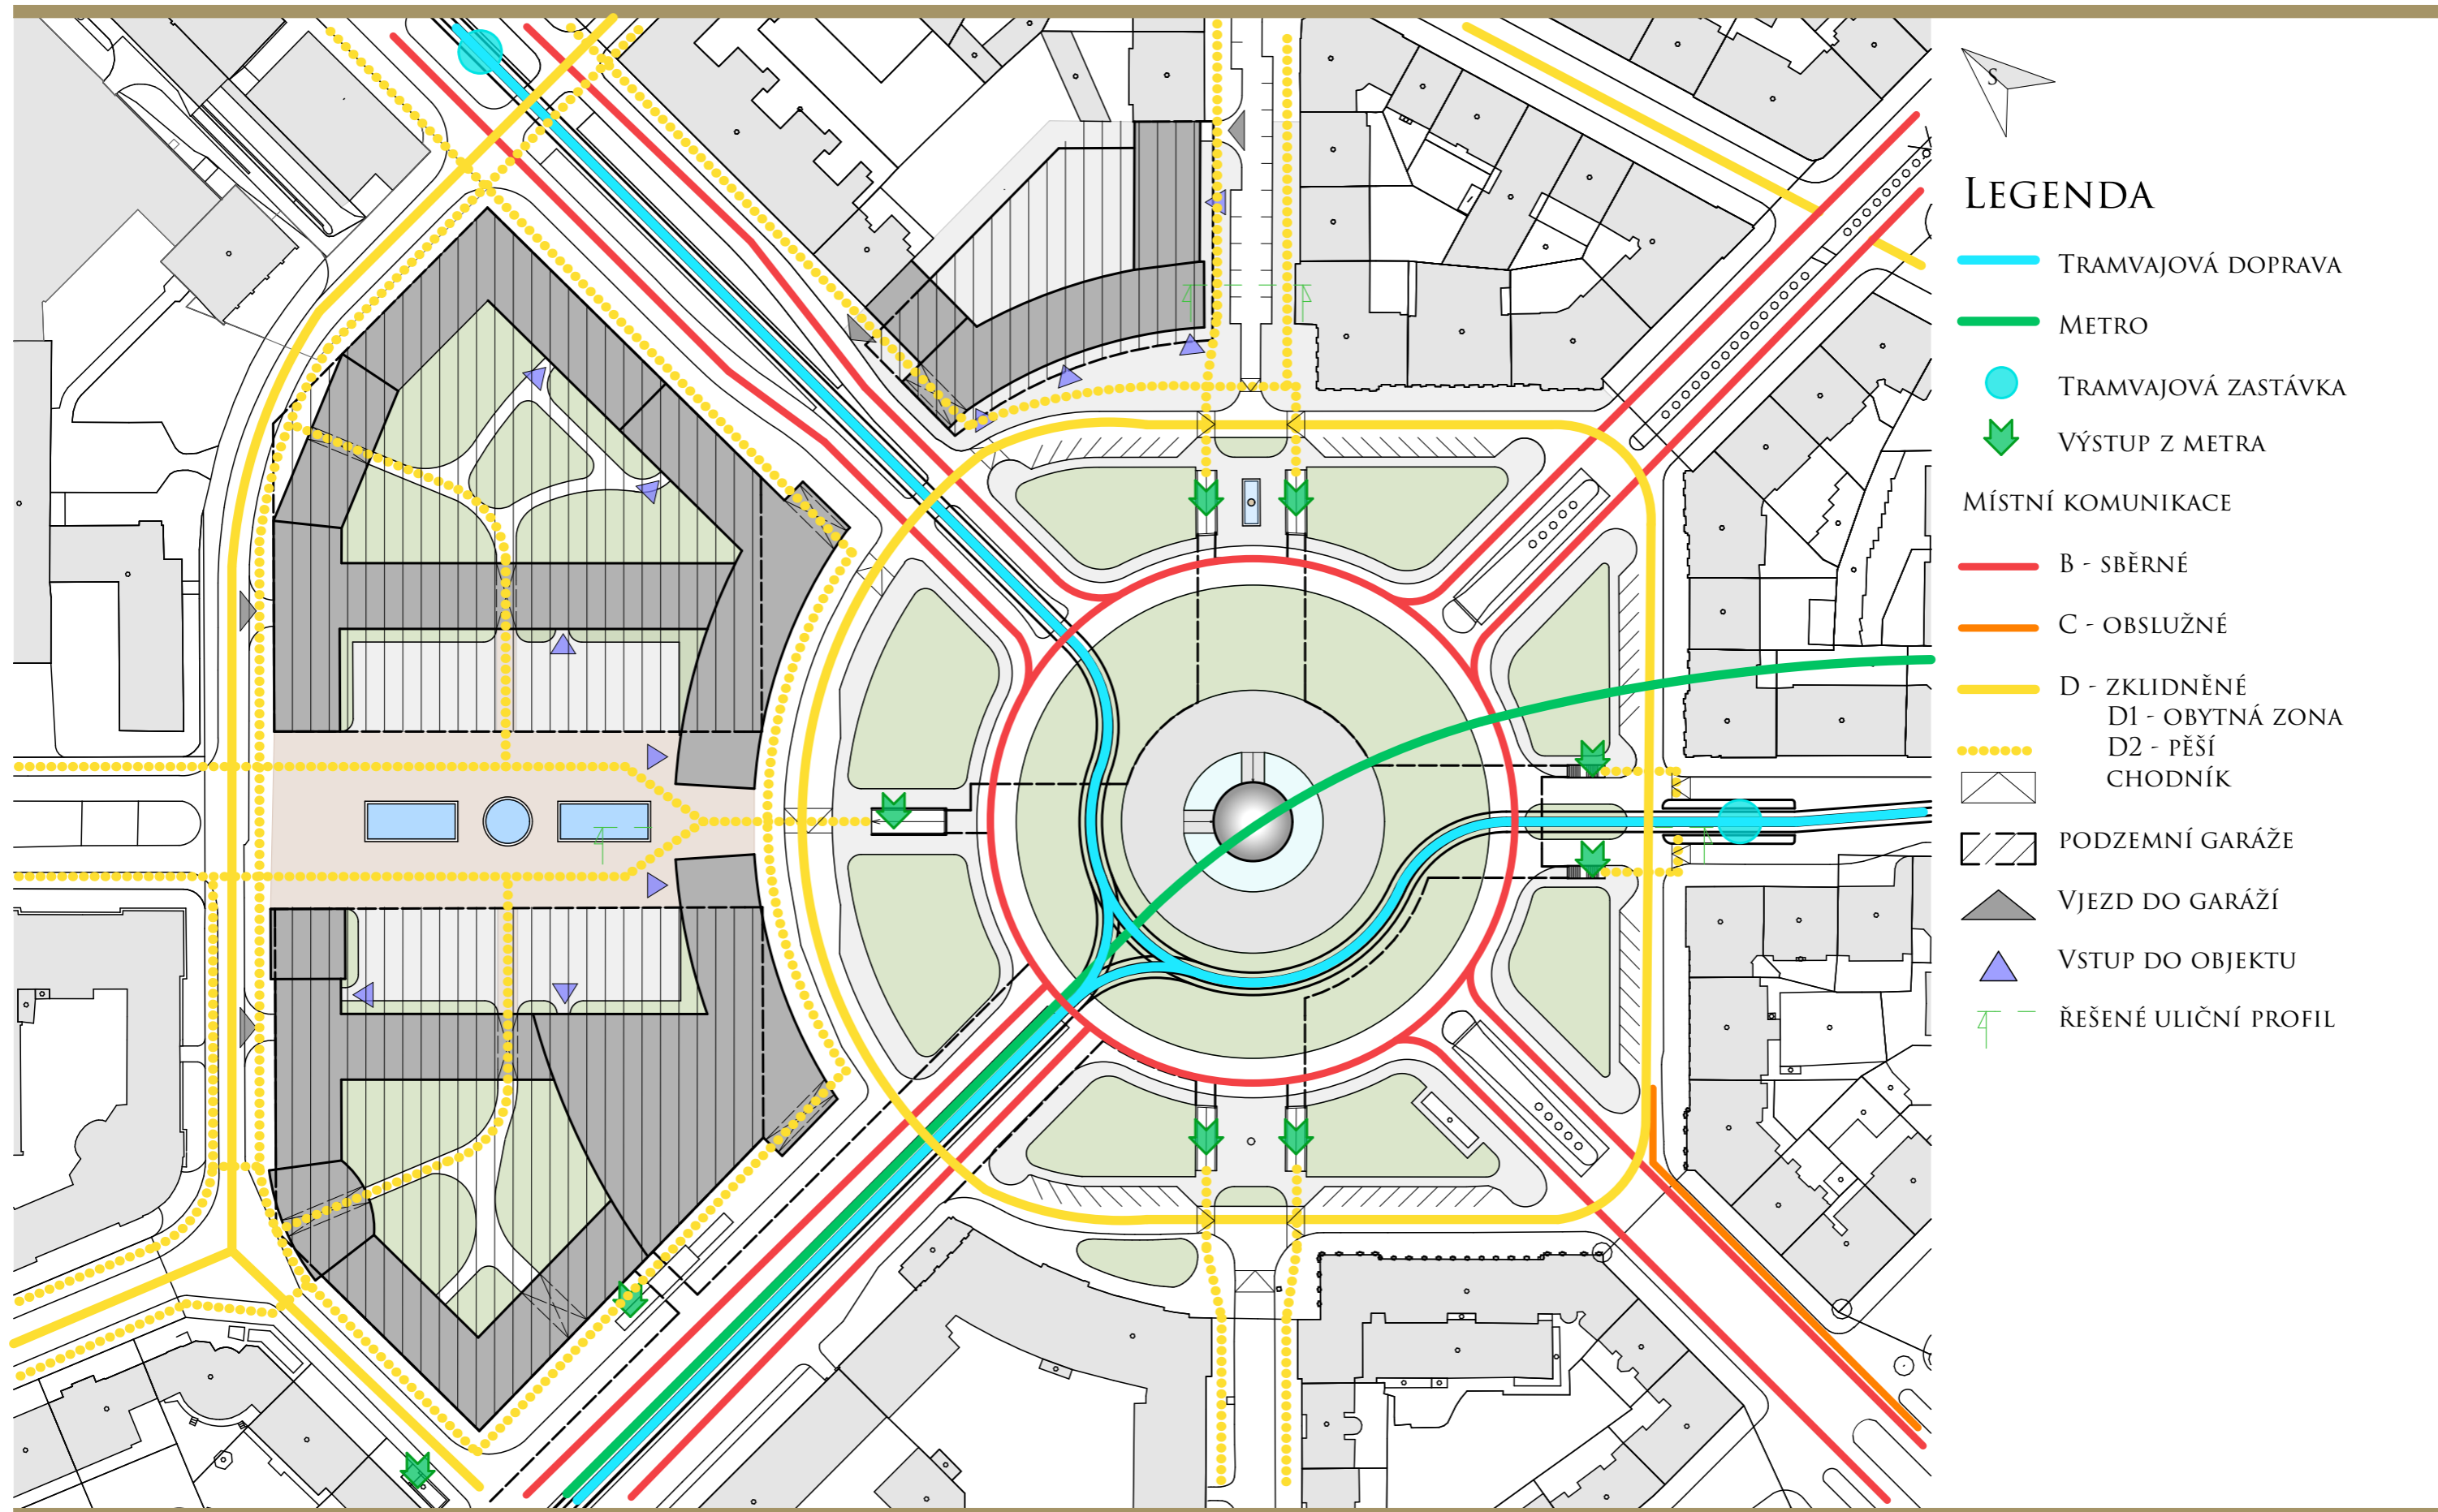 S
Legenda
Tramvajová doprava
Metro
Tramvajová zastávka
Výstup z metra
Místní komunikace
B - sběrné
C - obslužné
D - zklidněné
D1 - obytná zona
D2 - pěší
chodník
podzemní garáže
Vjezd do garáží
Vstup do objektu
řešené uliční profil